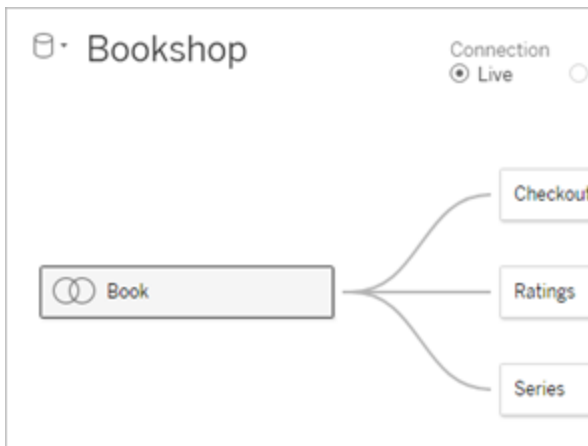 Bookshop
Connection
Live
Checkout
Book
Ratings
Series